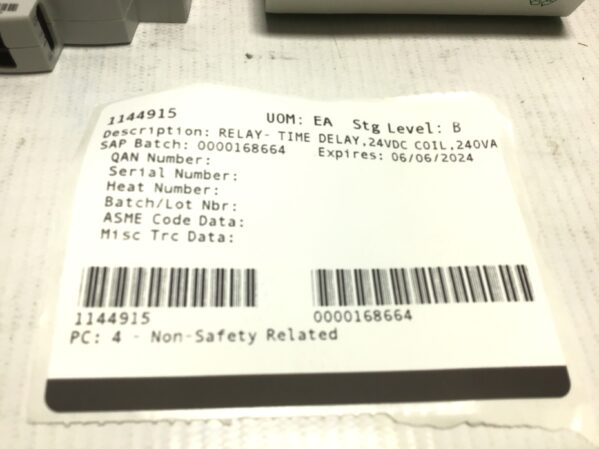 1144915 UOM: EA Stg Level: B
Description: RELAY- TIME DELAY,24VDC COIL,240VA
SAP Batch: 0000168664 Expires: 06/06/2024
QAN Number:
Serial Number:
Heat Number:
Batch/Lot Nbr:
ASME Code Data:
Misc Trc Data:
1144915 0000168664
PC: 4 - Non-Safety Related